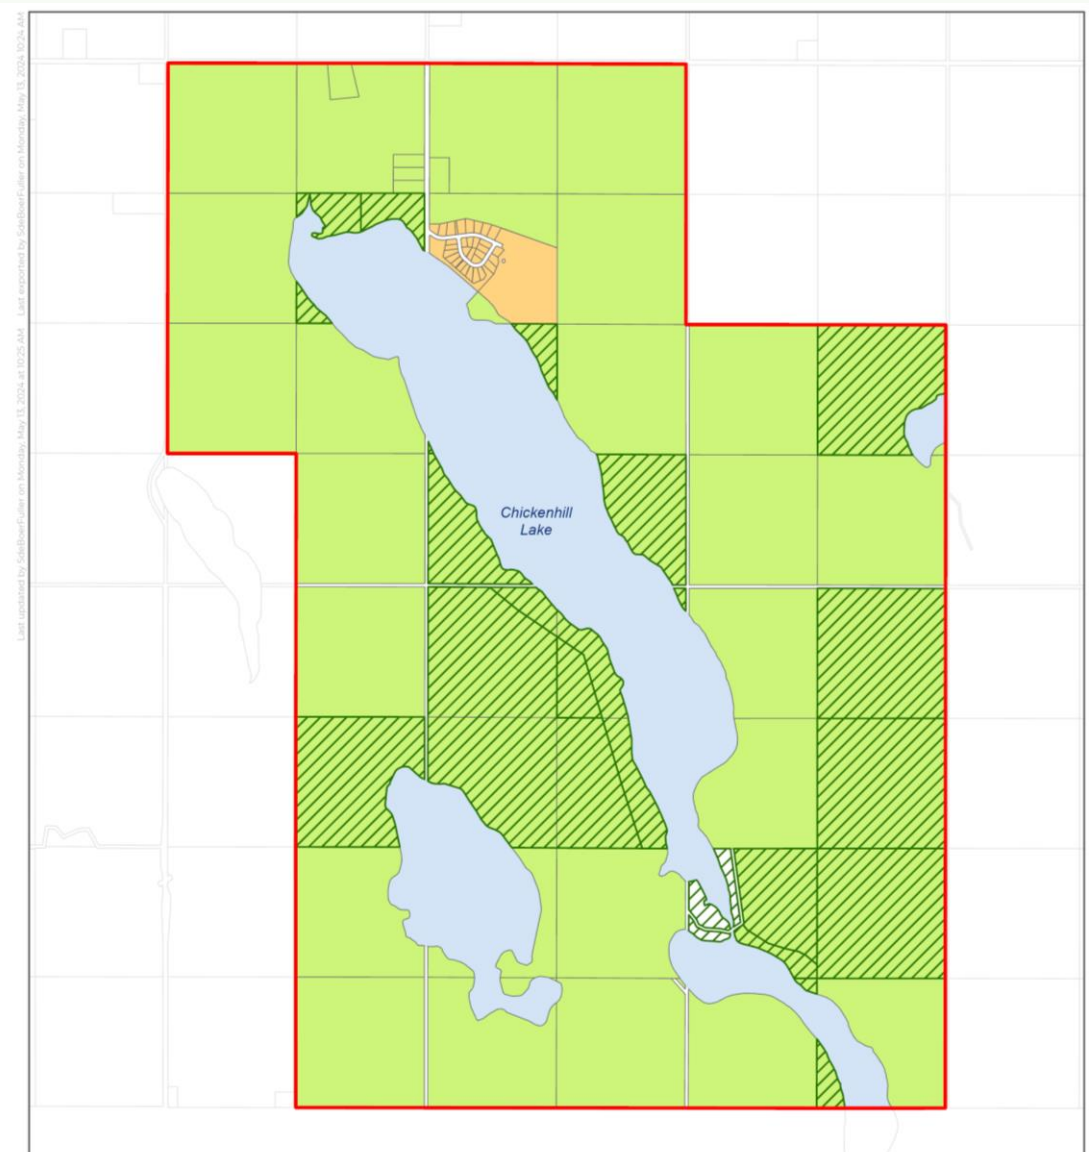 Last exported by SdeBoerFuller on Monday, May 13, 2024 10:24 AM
Last updated by SdeBoerFuller on Monday, May 13, 2024 at 10:25 AM
Chickenhill
Lake